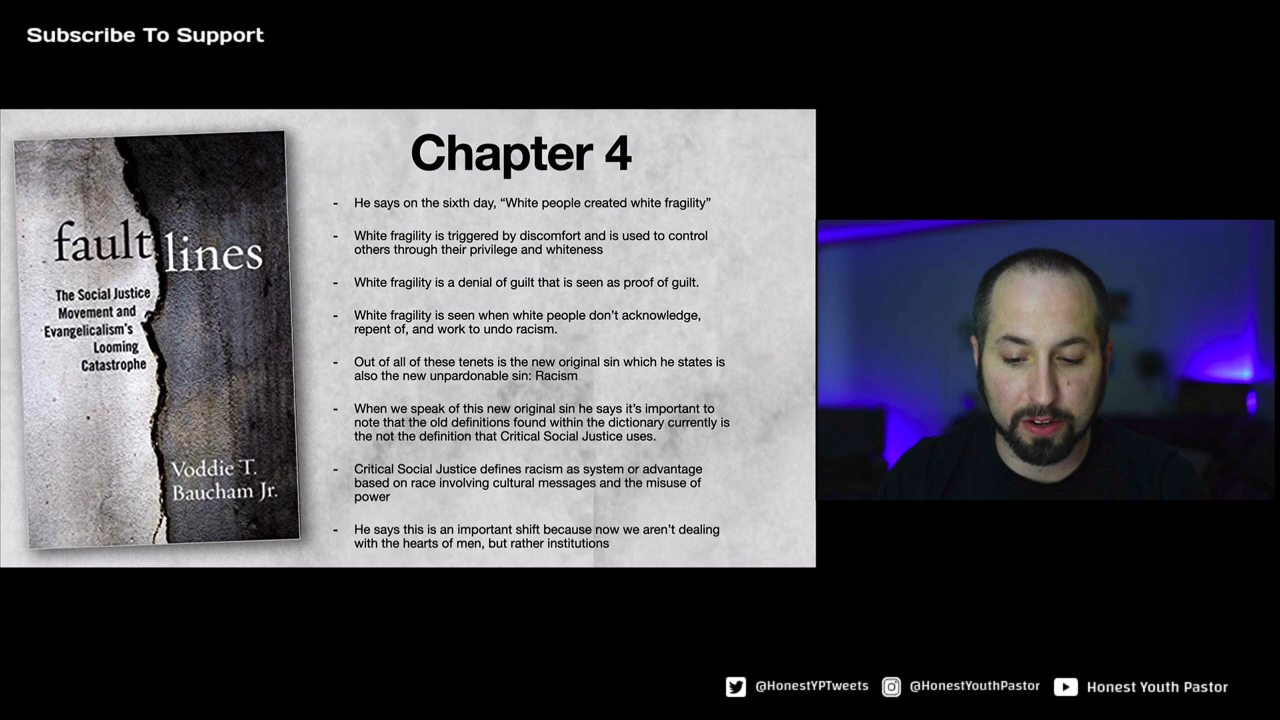 Subscribe To Support
fault lines
The Social Justice
Movement and
Evangelicalism's
Looming
Catastrophe
Voddie T.
Baucham Jr.
Chapter 4
- He says on the sixth day, “White people created white fragility”
- White fragility is triggered by discomfort and is used to control
others through their privilege and whiteness
- White fragility is a denial of guilt that is seen as proof of guilt.
- White fragility is seen when white people don’t acknowledge,
repent of, and work to undo racism.
- Out of all of these tenets is the new original sin which he states is
also the new unpardonable sin: Racism
- When we speak of this new original sin he says it’s important to
note that the old definitions found within the dictionary currently is
the not the definition that Critical Social Justice uses.
- Critical Social Justice defines racism as system or advantage
based on race involving cultural messages and the misuse of
power
- He says this is an important shift because now we aren’t dealing
with the hearts of men, but rather institutions
@HonestYPTweets @HonestYouthPastor Honest Youth Pastor